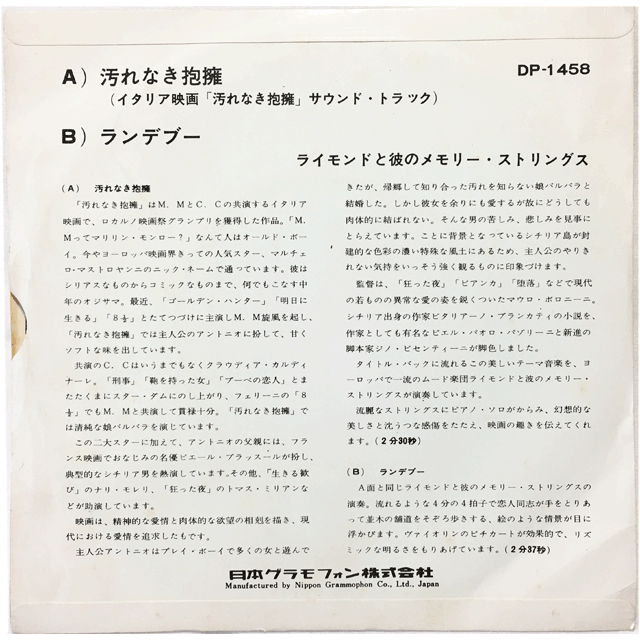 A）汚れなき抱擁
DP-1458
（イタリア映画「汚れなき抱擁」サウンド・トラック）
B）ランデブー
ライモンドと彼のメモリー・ストリングス
（A） 汚れなき抱擁
「汚れなき抱擁」はM.MとC.Cの共演するイタリア
映画で、ロカルノ映画祭グランプリを獲得した作品。「M.
Mってマリリン・モンロー？」なんて人はオールド・ボー
イ。今やヨーロッパ映画界きっての人気スター、マルチェ
ロ・マストロヤンニのニック・ネームで通っています。彼は
シリアスなものからコミックなものまで、何でもこなす中
年のオジサマ。最近、「ゴールデン・ハンター」「明日に
生きる」「8½」とたてつづけに主演しM.M旋風を起し、
「汚れなき抱擁」では主人公のアントニオに扮して、甘く
ソフトな味を出しています。
共演のC.Cはいうまでもなくクラウディア・カルディ
ナーレ。「刑事」「鞄を持った女」「ブーベの恋人」とま
たたくまにスター・ダムにのし上がり、フェリーニの「8
½」でもM.Mと共演して貫禄十分。「汚れなき抱擁」で
は清純な娘バルバラを演じています。
この二大スターに加えて、アントニオの父親には、フラ
ンス映画でおなじみの名優ピエール・ブラッスールが扮し、
典型的なシチリア男を熱演しています。その他、「生きる歓
び」のナリ・モレリ、「狂った夜」のトマス・ミリアンな
どが助演しています。
映画は、精神的な愛情と肉体的な欲望の相剋を描き、現
代における愛情を追求したもです。
主人公アントニオはプレイ・ボーイで多くの女と遊んで
きたが、帰郷して知り合った汚れを知らない娘バルバラと
結婚した。しかし彼女を余りにも愛するが故にどうしても
肉体的に結ばれない。そんな男の苦しみ、悲しみを見事に
とらえています。ことに背景となっているシチリア島が封
建的な色彩の濃い特殊な風土にあるため、主人公のやりき
れない気持をいっそう強く観るものに印象づけます。
監督は、「狂った夜」「ビアンカ」「堕落」などで現代
の若ものの異常な愛の姿を鋭くついたマウロ・ボロニーニ。
シチリア出身の作家ビタリアーノ・ブランカティの小説を、
作家としても有名なピエル・パオロ・パゾリーニと新進の
脚本家ジノ・ビセンティーニが脚色しました。
タイトル・バックに流れるこの美しいテーマ音楽を、ヨ
ーロッパで一流のムード楽団ライモンドと彼のメモリー・
ストリングスが演奏しています。
流麗なストリングスにピアノ・ソロがからみ、幻想的な
美しさと沈うつな感傷をたたえ、映画の趣きを伝えてくれ
ます。（2分30秒）
（B） ランデブー
A面と同じライモンドと彼のメモリー・ストリングスの
演奏。流れるような4分の4拍子で恋人同志が手をとりあ
って並木の舗道をそぞろ歩きする、絵のような情景が目に
浮かびます。ヴァイオリンのピチカートが効果的で、リズ
ミックな明るさをもりあげています。（2分37秒）
日本グラモフォン株式会社
Manufactured by Nippon Grammophon Co., Ltd., Japan